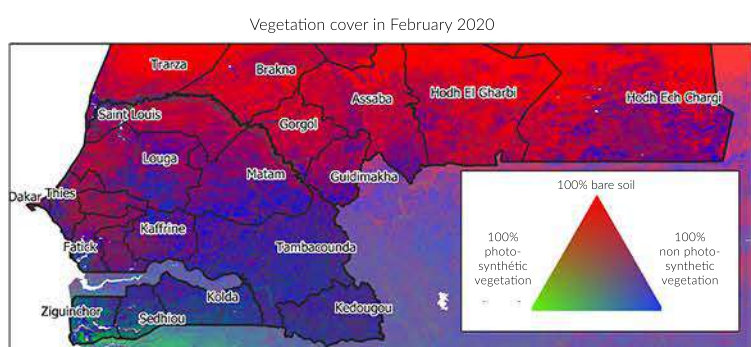 Vegetation cover in February 2020
Trarza
Brakna
Assaba
Hodh El Gharbi
Hodh Ech Chargi
Saint Louis
Gorgol
Louga
Matam
Guidimakha
Dakar
Thies
Kaffrine
Fatick
Tambacounda
Ziguinchor
Sedhiou
Kolda
Kedougou
100% bare soil
100%
photo-
synthétic
vegetation
100%
non photo-
synthetic
vegetation